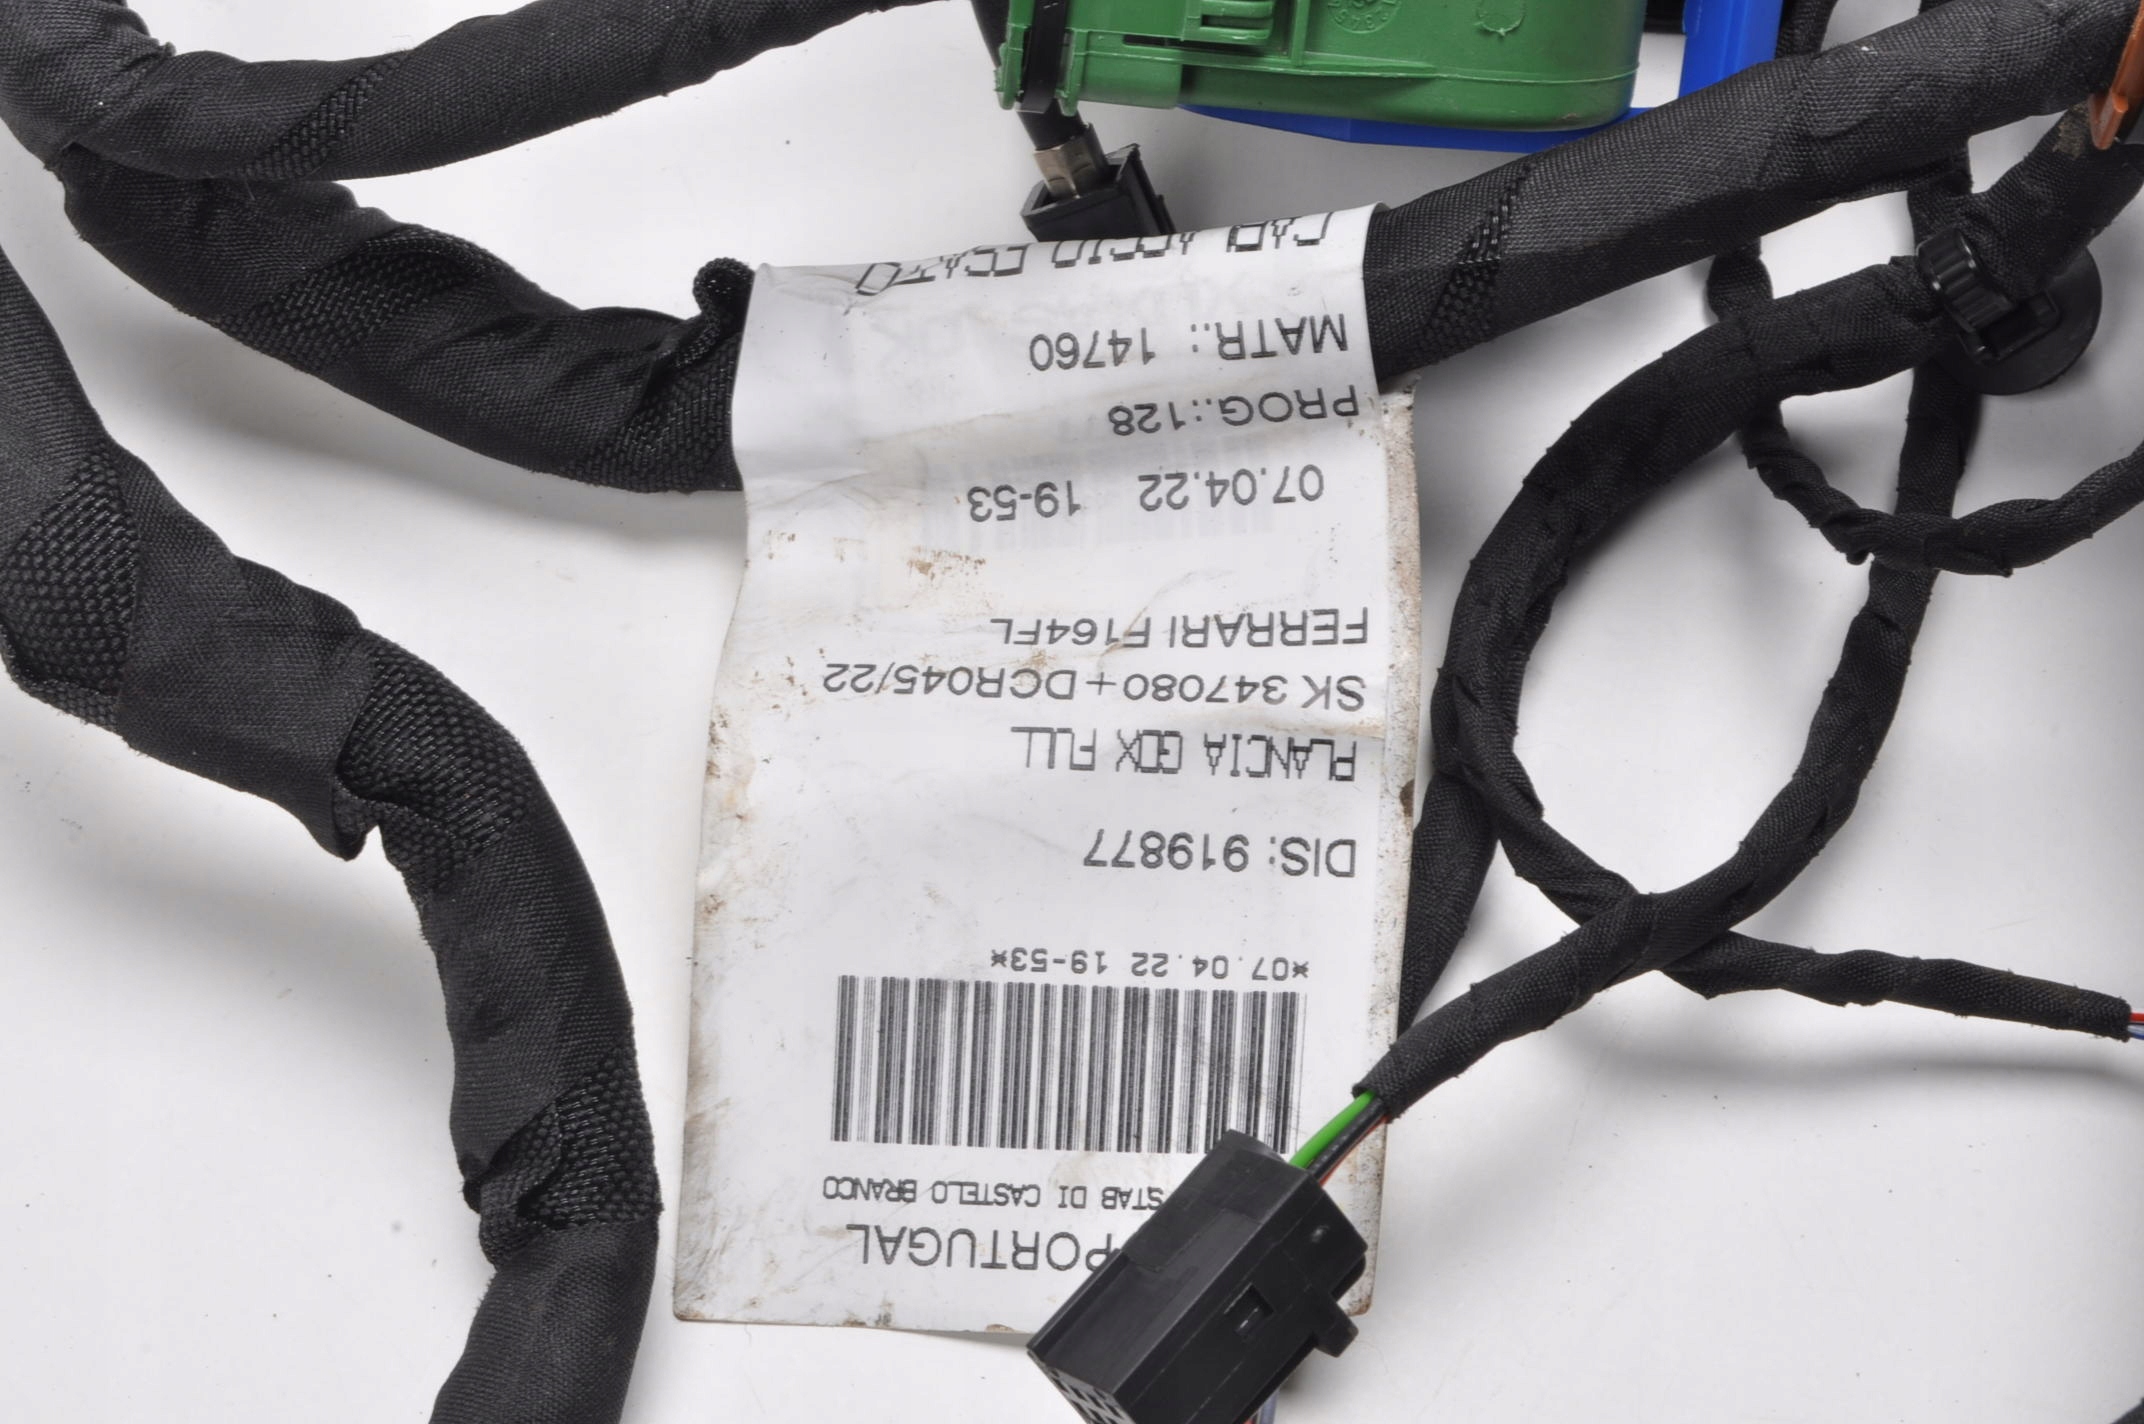 PORTUGAL
STAB DI CASTELO BRANCO
*07.04.22 19-53*
DIS: 919877
PLANCIA GDX FULL
SK 347080+DCR045/22
FERRARI F164FL
07.04.22 19-53
PROG.:128
MATR.: 14760